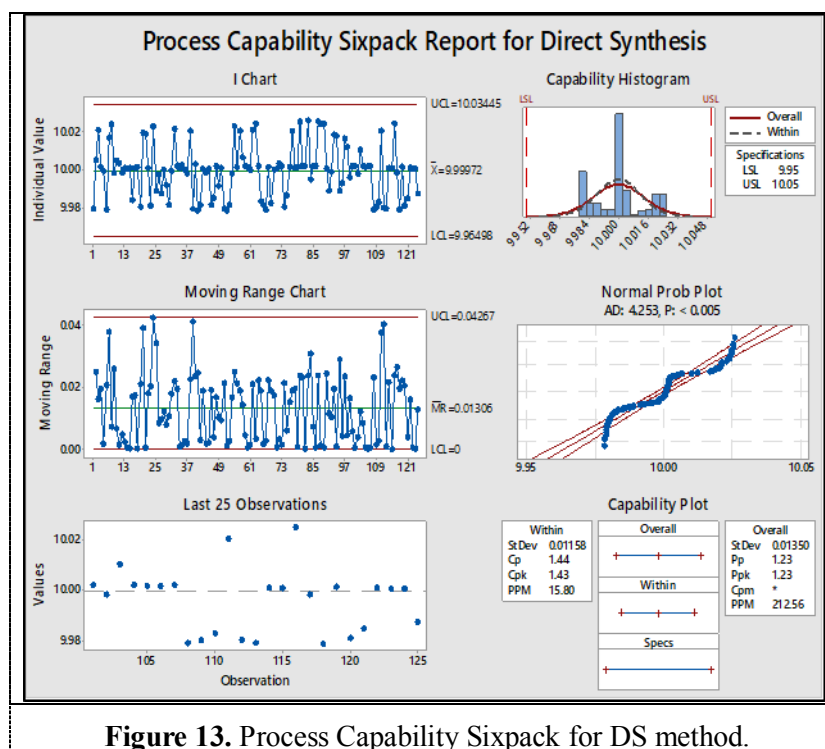 Process Capability Sixpack Report for Direct Synthesis
I Chart
Individual Value
10.02
10.00
9.98
UCL=10.03445
X̅=9.99972
LCL=9.96498
1 13 25 37 49 61 73 85 97 109 121
Capability Histogram
LSL USL
Overall
Within
Specifications
LSL 9.95
USL 10.05
9.952 9.968 9.984 10.000 10.016 10.032 10.048
Moving Range Chart
Moving Range
0.04
0.02
0.00
UCL=0.04267
M̅R̅=0.01306
LCL=0
1 13 25 37 49 61 73 85 97 109 121
Normal Prob Plot
AD: 4.253, P: < 0.005
9.95 10.00 10.05
Last 25 Observations
Values
10.02
10.00
9.98
105 110 115 120 125
Observation
Capability Plot
Within
StDev 0.01158
Cp 1.44
Cpk 1.43
PPM 15.80
Overall
Within
Specs
Overall
StDev 0.01350
Pp 1.23
Ppk 1.23
Cpm *
PPM 212.56
Figure 13. Process Capability Sixpack for DS method.